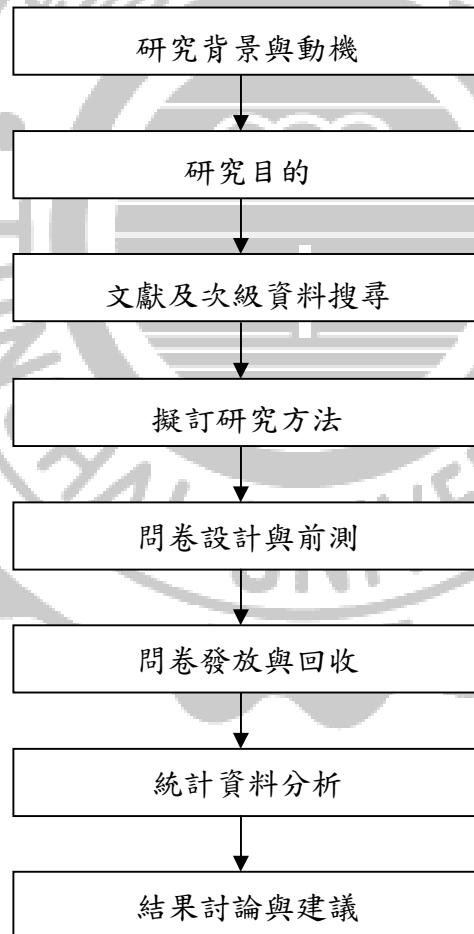 研究背景與動機
研究目的
文獻及次級資料搜尋
擬訂研究方法
問卷設計與前測
問卷發放與回收
統計資料分析
結果討論與建議